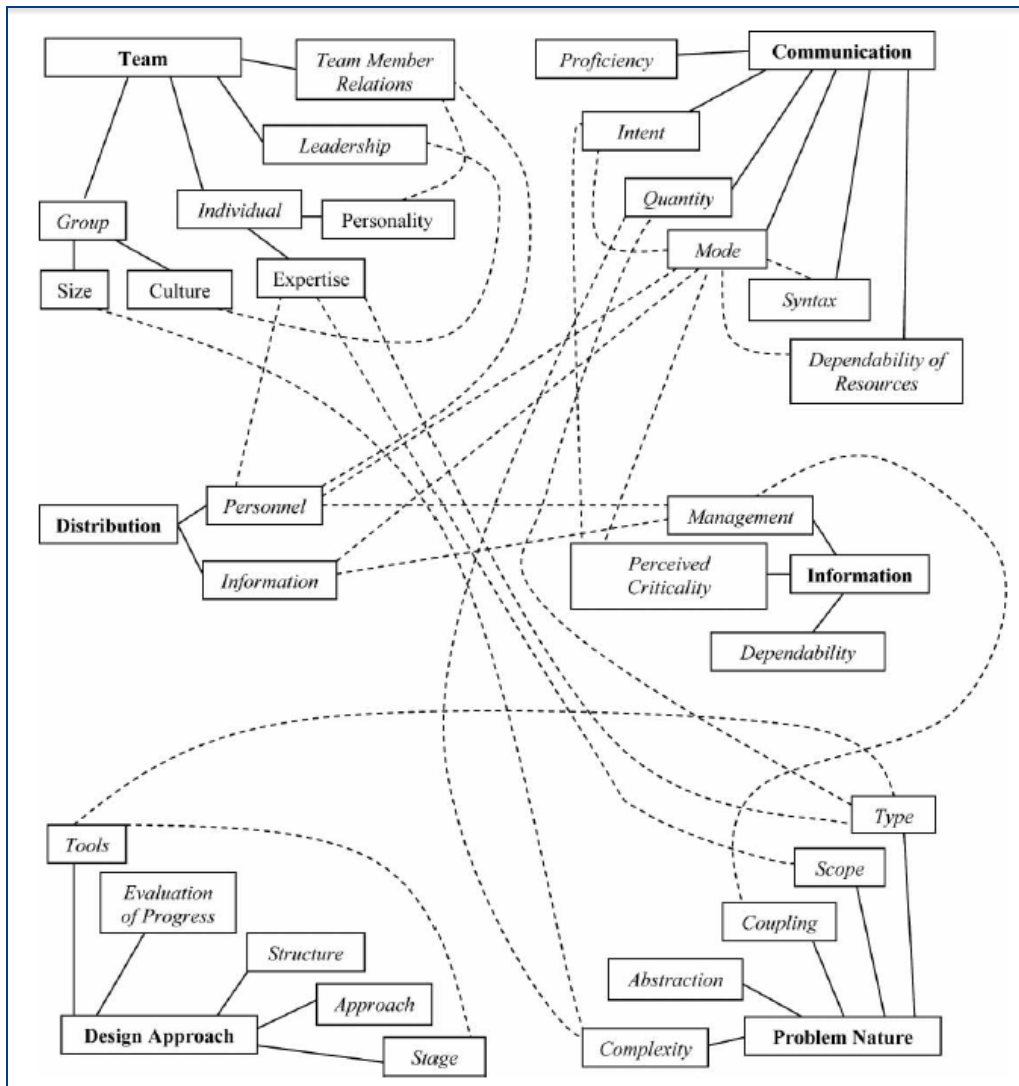 Team
Team Member
Relations
Leadership
Individual
Personality
Group
Size
Culture
Expertise
Proficiency
Communication
Intent
Quantity
Mode
Syntax
Dependability of
Resources
Distribution
Personnel
Information
Management
Perceived
Criticality
Information
Dependability
Tools
Evaluation
of Progress
Structure
Approach
Design Approach
Stage
Type
Scope
Coupling
Abstraction
Complexity
Problem Nature